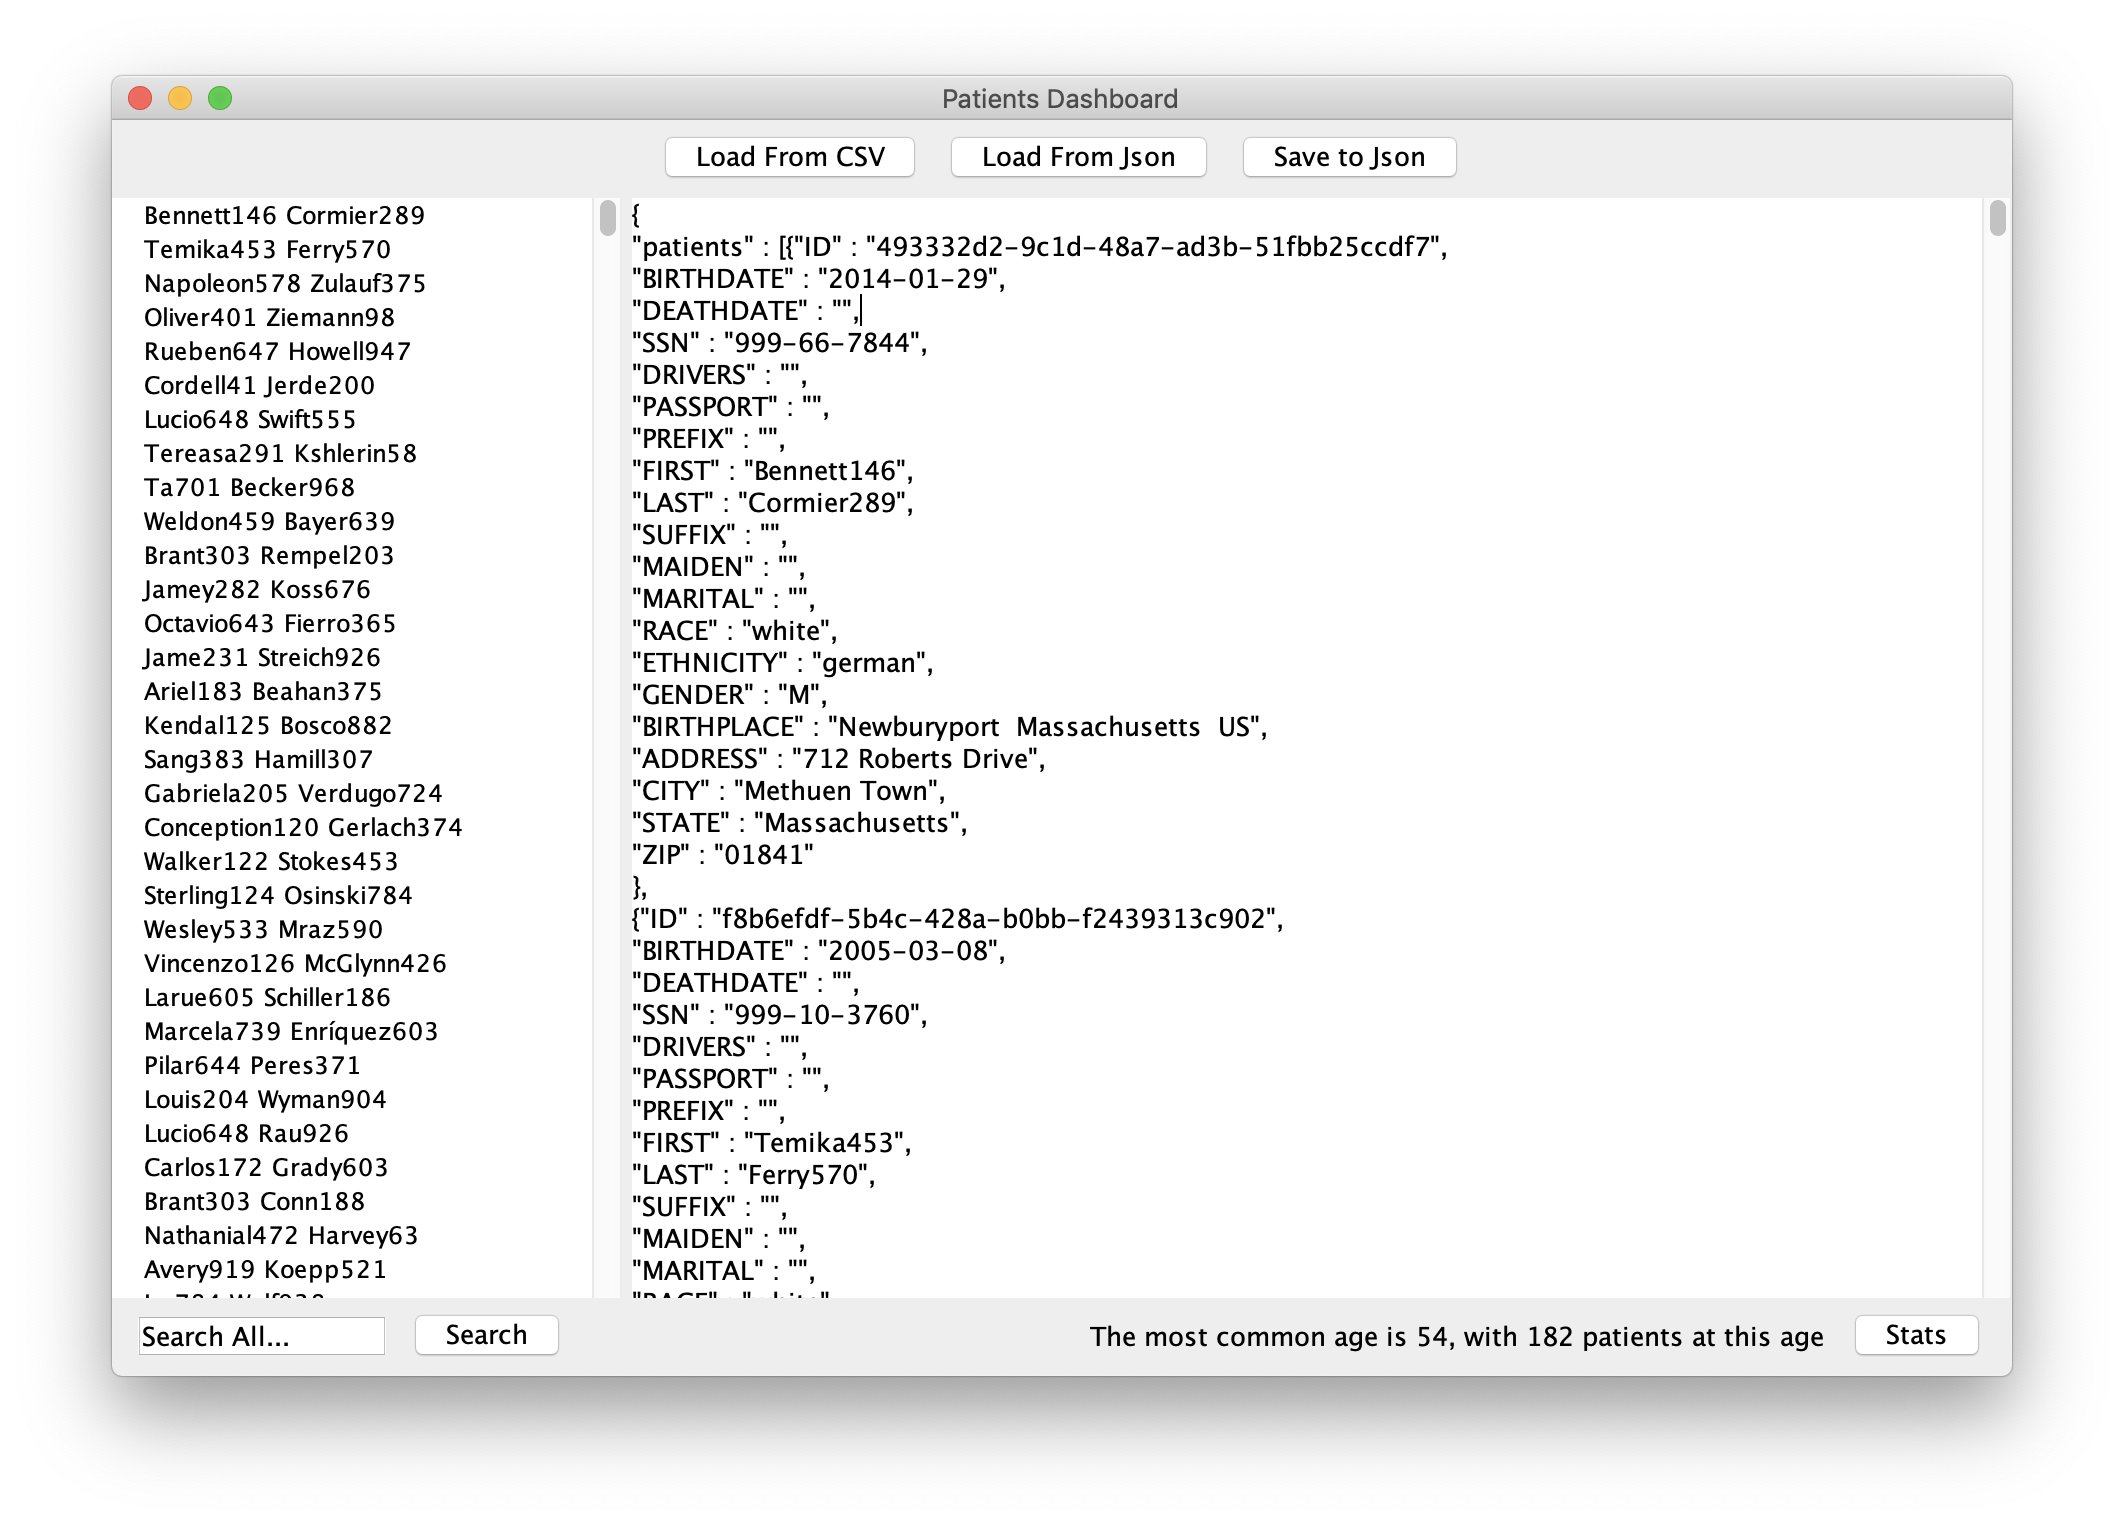 Patients Dashboard
Load From CSV
Load From Json
Save to Json
Bennett146 Cormier289
Temika453 Ferry570
Napoleon578 Zulauf375
Oliver401 Ziemann98
Rueben647 Howell947
Cordell41 Jerde200
Lucio648 Swift555
Tereasa291 Kshlerin58
Ta701 Becker968
Weldon459 Bayer639
Brant303 Rempel203
Jamey282 Koss676
Octavio643 Fierro365
Jame231 Streich926
Ariel183 Beahan375
Kendal125 Bosco882
Sang383 Hamill307
Gabriela205 Verdugo724
Conception120 Gerlach374
Walker122 Stokes453
Sterling124 Osinski784
Wesley533 Mraz590
Vincenzo126 McGlynn426
Larue605 Schiller186
Marcela739 Enríquez603
Pilar644 Peres371
Louis204 Wyman904
Lucio648 Rau926
Carlos172 Grady603
Brant303 Conn188
Nathanial472 Harvey63
Avery919 Koepp521
{
"patients" : [{"ID" : "493332d2-9c1d-48a7-ad3b-51fbb25ccdf7",
"BIRTHDATE" : "2014-01-29",
"DEATHDATE" : "",
"SSN" : "999-66-7844",
"DRIVERS" : "",
"PASSPORT" : "",
"PREFIX" : "",
"FIRST" : "Bennett146",
"LAST" : "Cormier289",
"SUFFIX" : "",
"MAIDEN" : "",
"MARITAL" : "",
"RACE" : "white",
"ETHNICITY" : "german",
"GENDER" : "M",
"BIRTHPLACE" : "Newburyport  Massachusetts  US",
"ADDRESS" : "712 Roberts Drive",
"CITY" : "Methuen Town",
"STATE" : "Massachusetts",
"ZIP" : "01841"
},
{"ID" : "f8b6efdf-5b4c-428a-b0bb-f2439313c902",
"BIRTHDATE" : "2005-03-08",
"DEATHDATE" : "",
"SSN" : "999-10-3760",
"DRIVERS" : "",
"PASSPORT" : "",
"PREFIX" : "",
"FIRST" : "Temika453",
"LAST" : "Ferry570",
"SUFFIX" : "",
"MAIDEN" : "",
"MARITAL" : "",
"RACE" : "white"
Search All...
Search
The most common age is 54, with 182 patients at this age
Stats